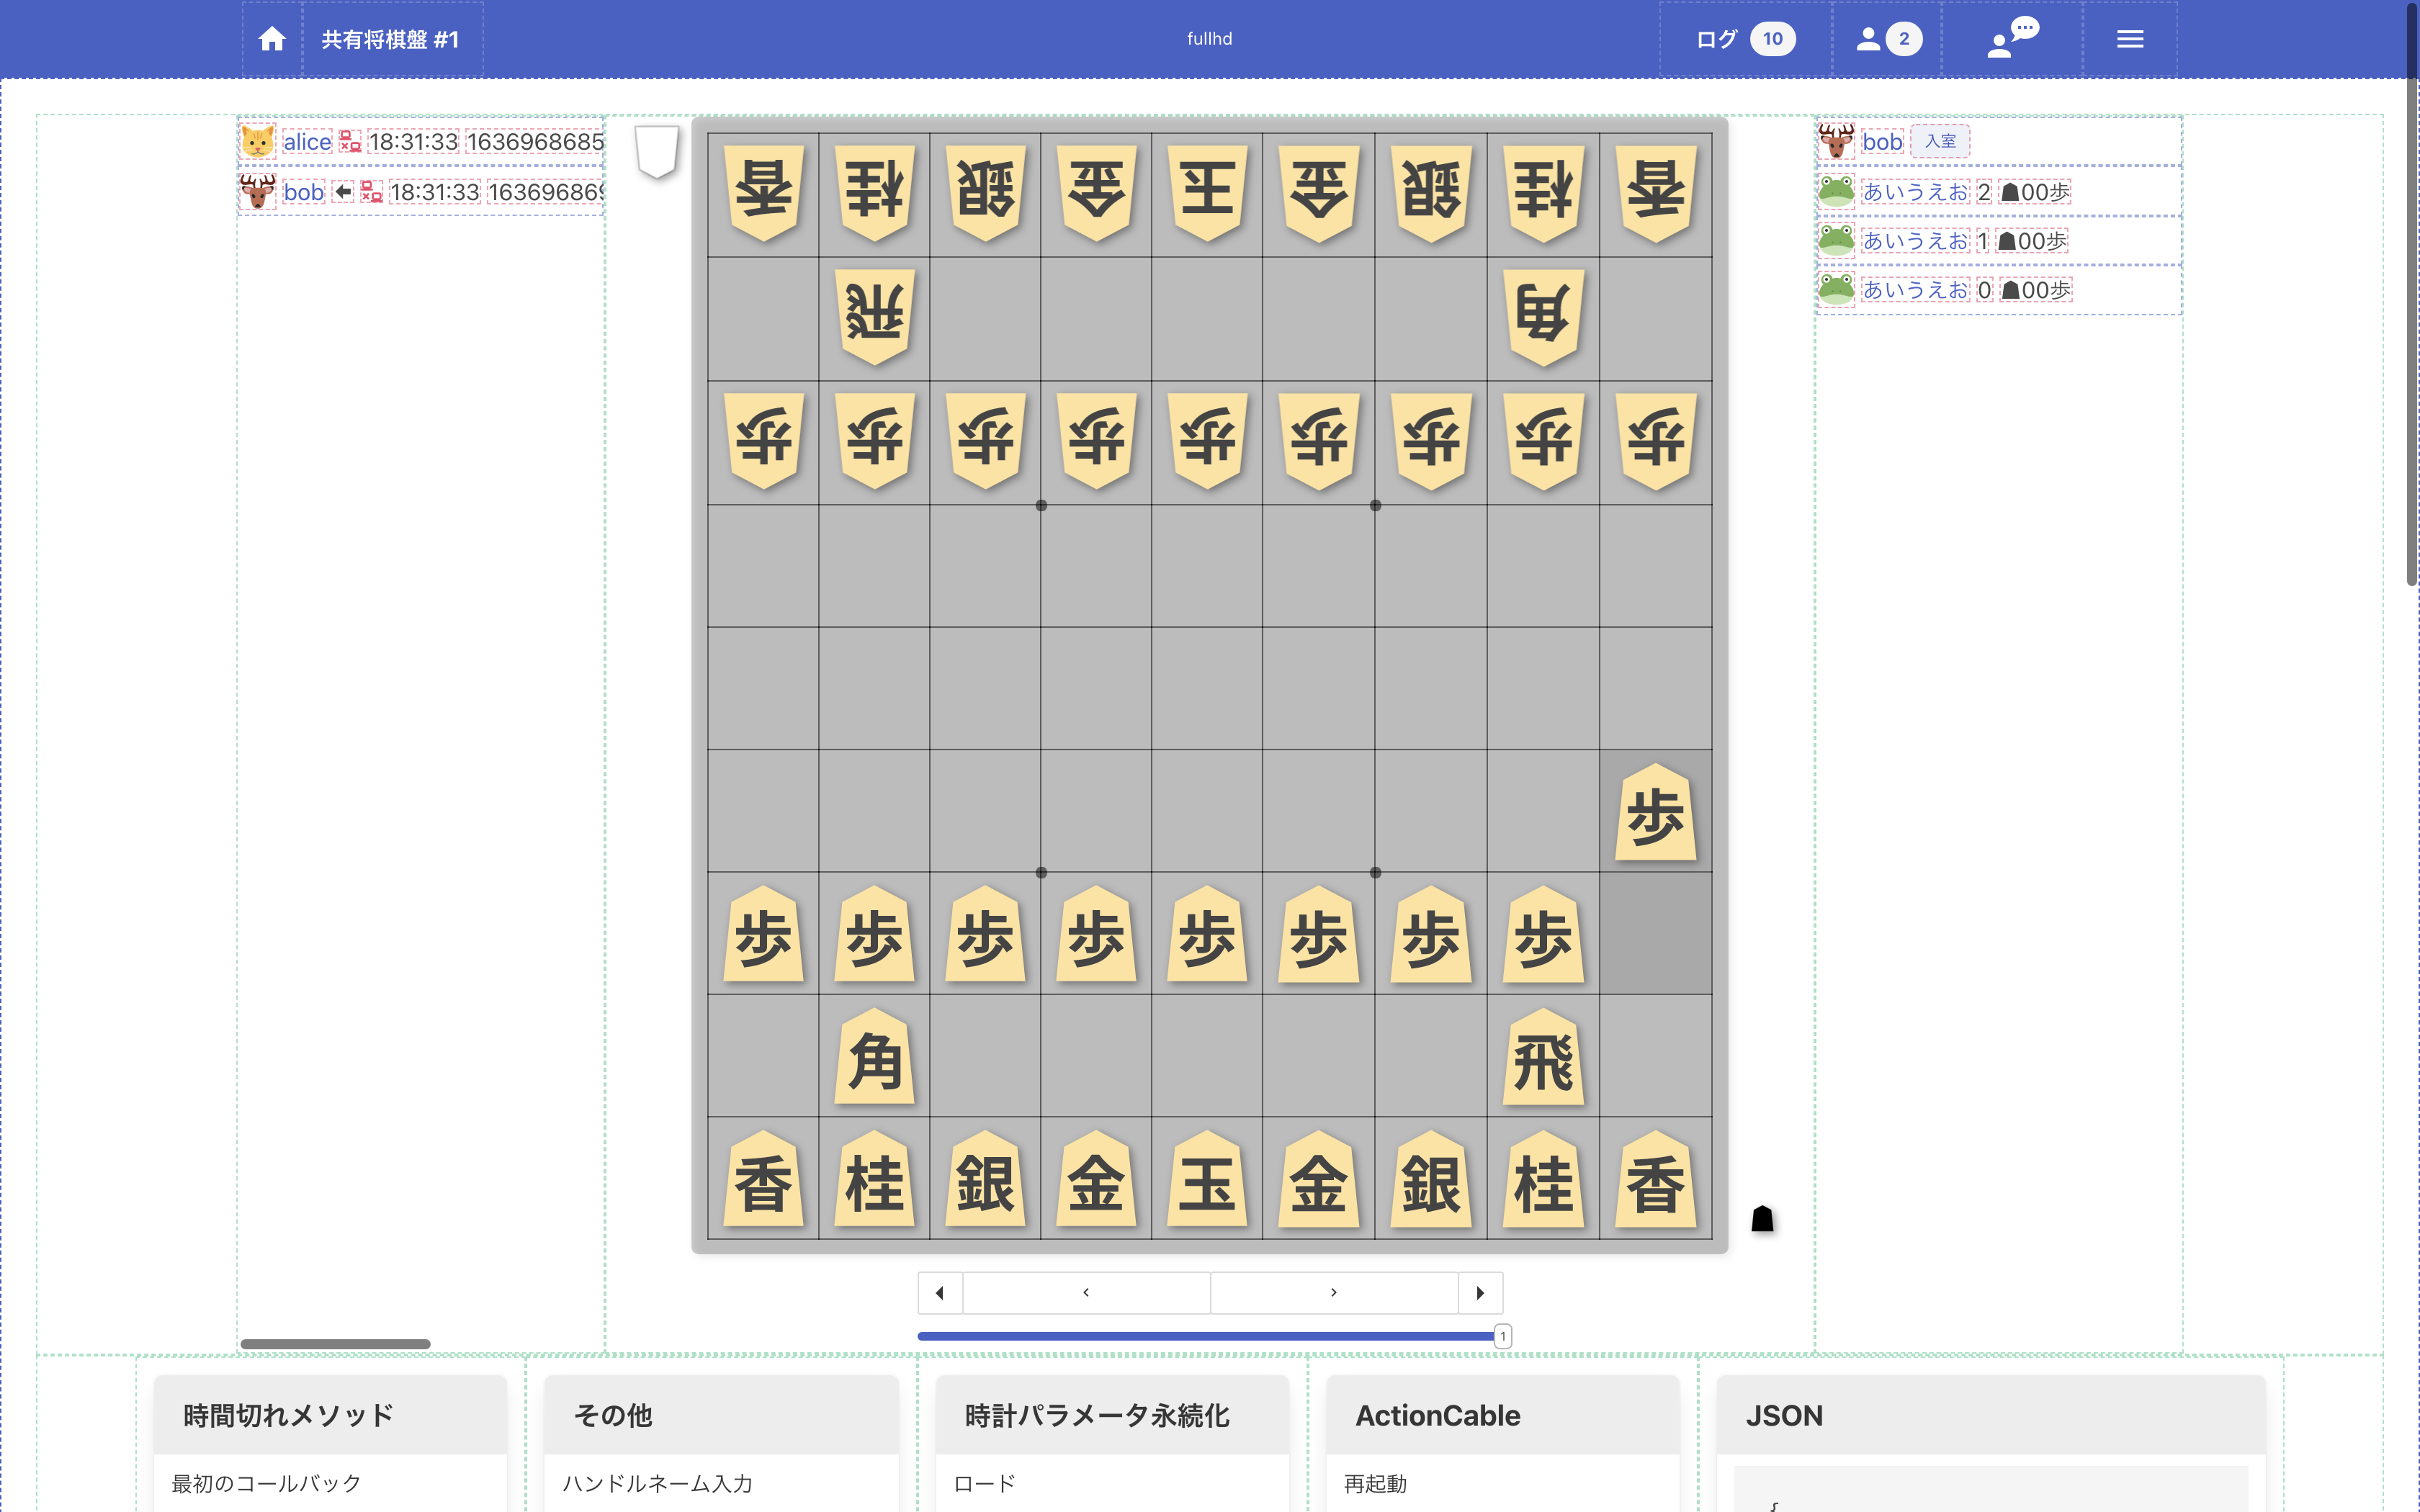 共有将棋盤 #1
fullhd
ログ 10
2
alice 18:31:33 1636968685
bob 18:31:33 163696869
bob 入室
あいうえお 2 ☗00歩
あいうえお 1 ☗00歩
あいうえお 0 ☗00歩
香 桂 銀 金 玉 金 銀 桂 香
飛 角
歩 歩 歩 歩 歩 歩 歩 歩 歩
歩
歩 歩 歩 歩 歩 歩 歩 歩
角 飛
香 桂 銀 金 玉 金 銀 桂 香
1
時間切れメソッド
最初のコールバック
その他
ハンドルネーム入力
時計パラメータ永続化
ロード
ActionCable
再起動
JSON
{